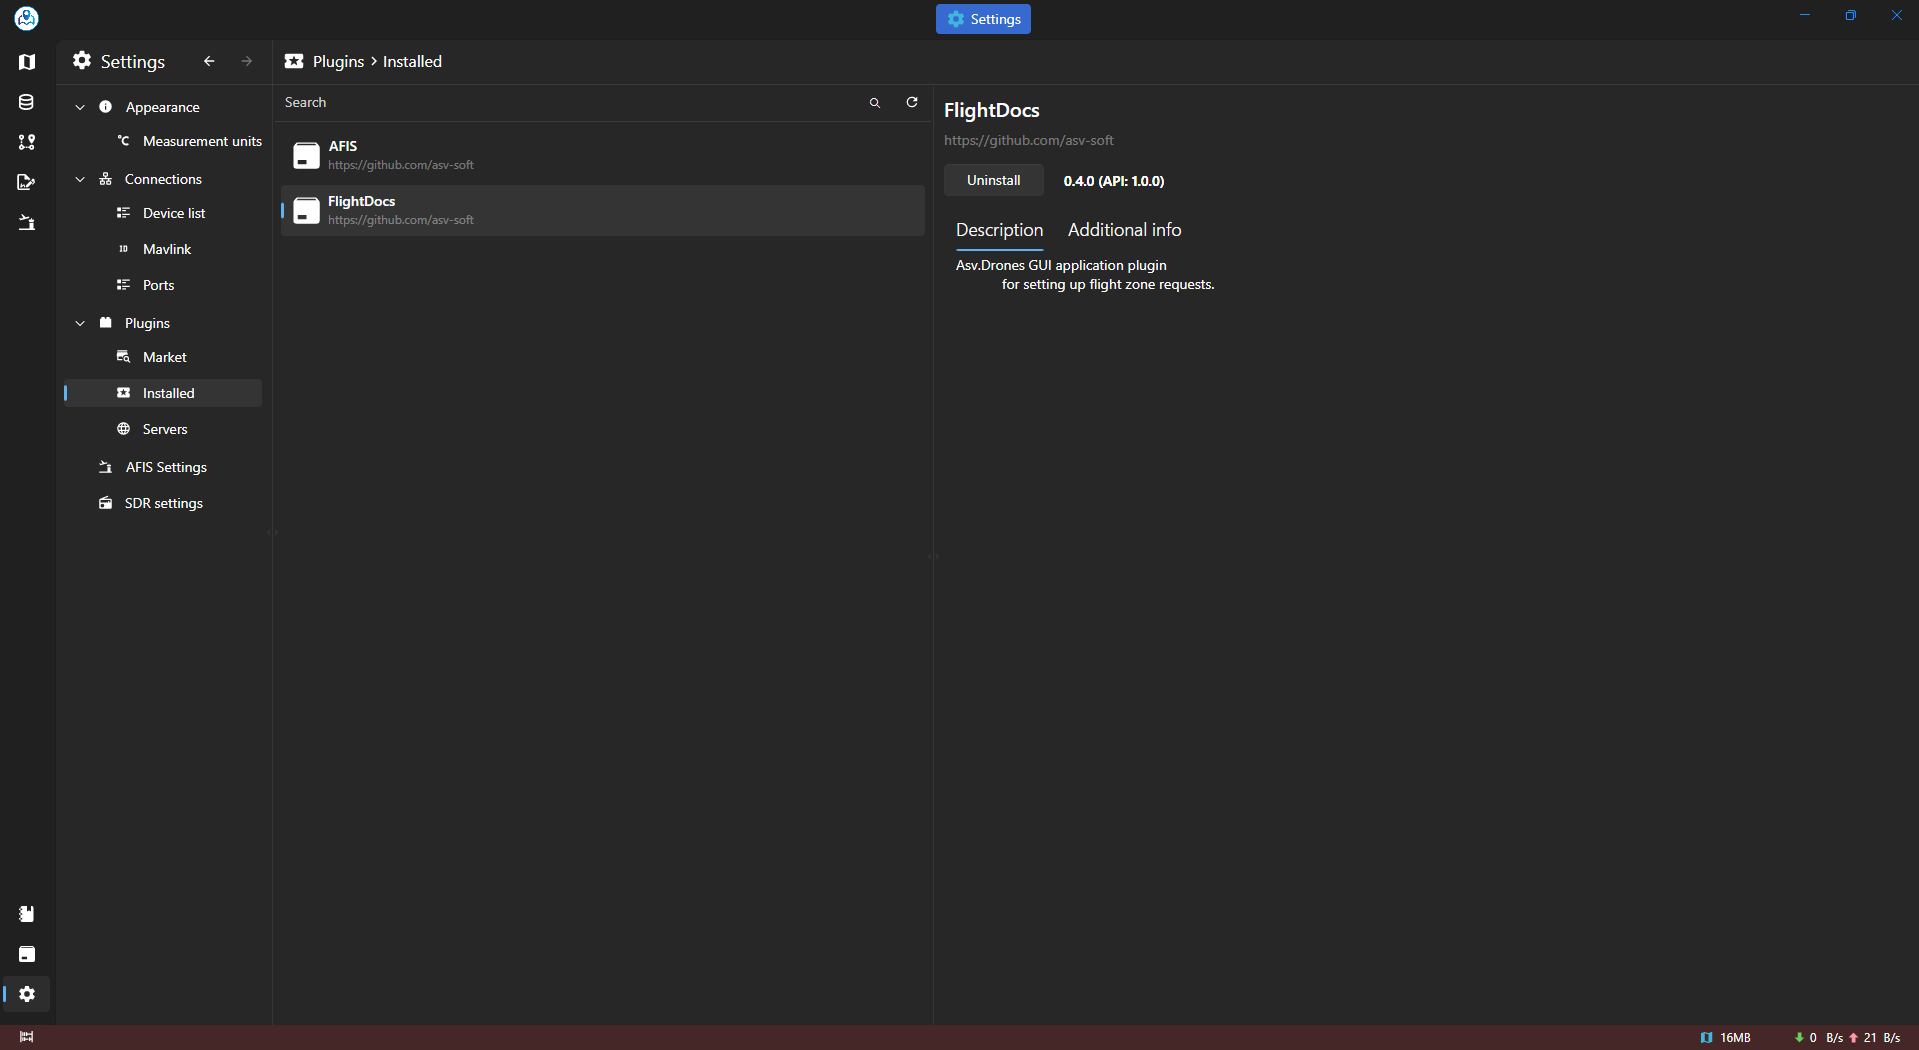 Settings
Settings
Plugins > Installed
Appearance
Measurement units
Connections
Device list
Mavlink
Ports
Plugins
Market
Installed
Servers
AFIS Settings
SDR settings
Search
AFIS
https://github.com/asv-soft
FlightDocs
https://github.com/asv-soft
FlightDocs
https://github.com/asv-soft
Uninstall 0.4.0 (API: 1.0.0)
Description Additional info
Asv.Drones GUI application plugin
for setting up flight zone requests.
16MB 0 B/s 21 B/s